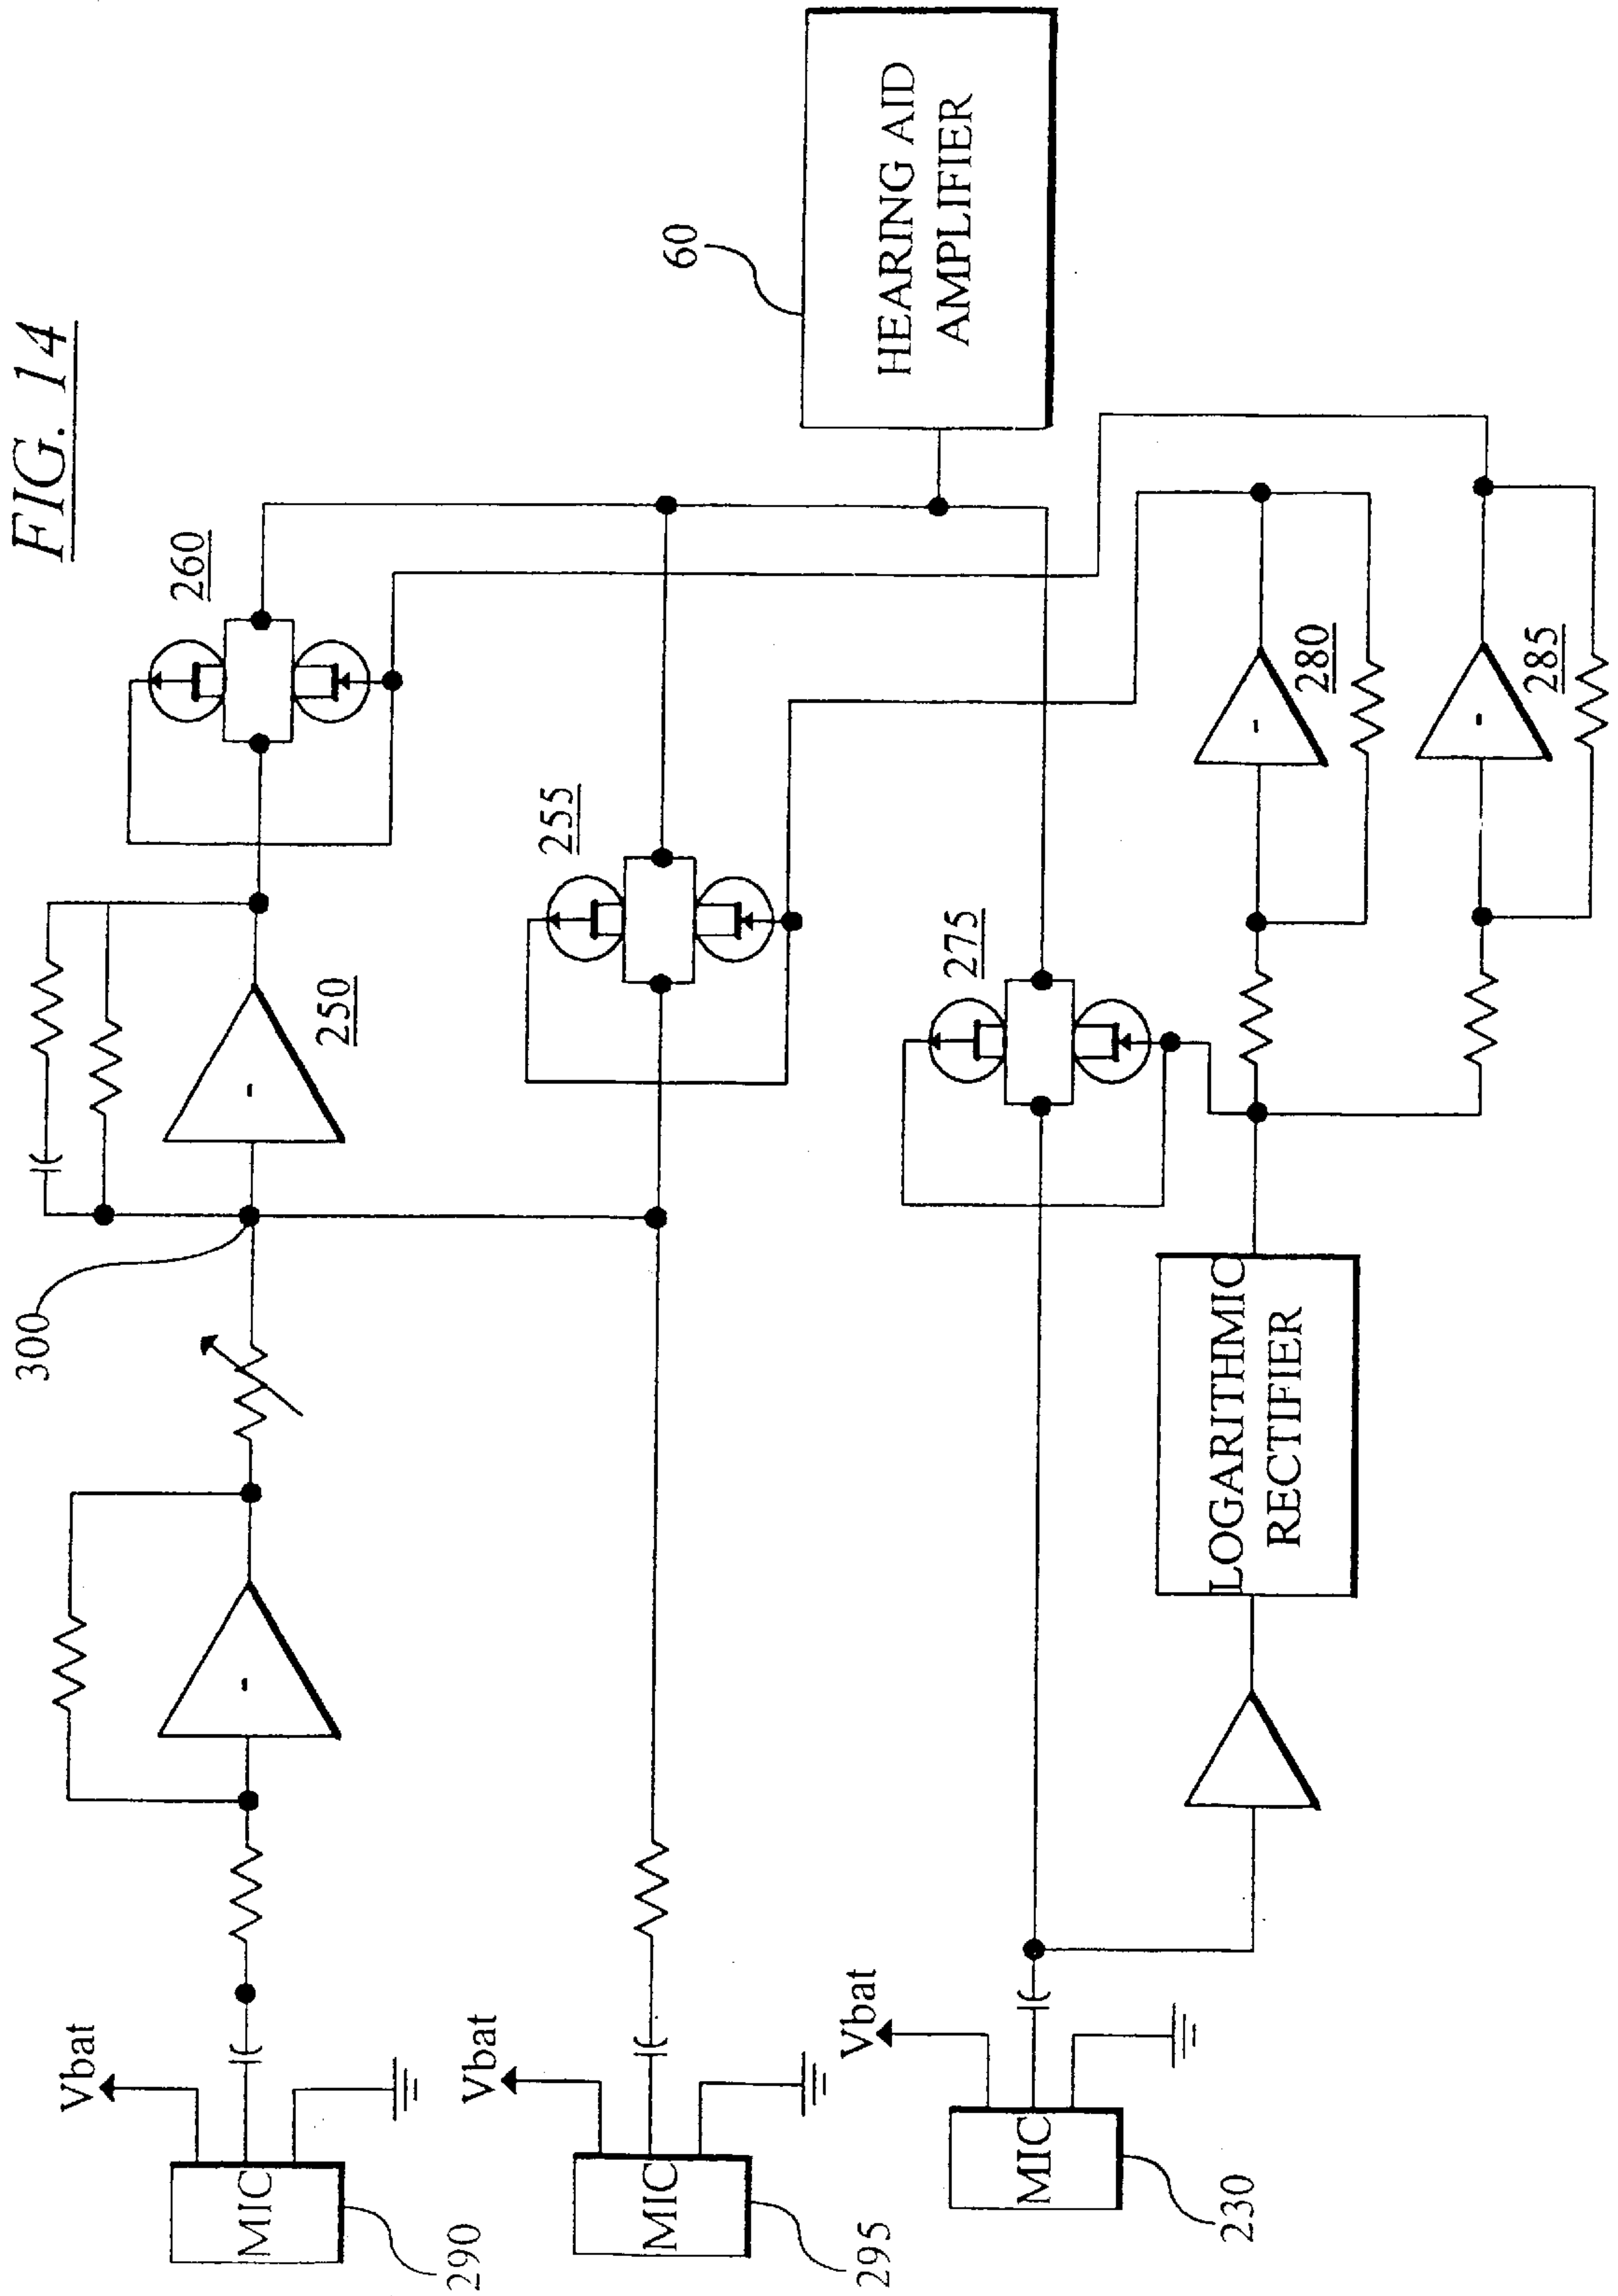 FIG. 14
300
250
260
255
60
HEARING AID
AMPLIFIER
275
280
285
LOGARITHMIC
RECTIFIER
Vbat
MIC
290
Vbat
MIC
295
Vbat
MIC
230